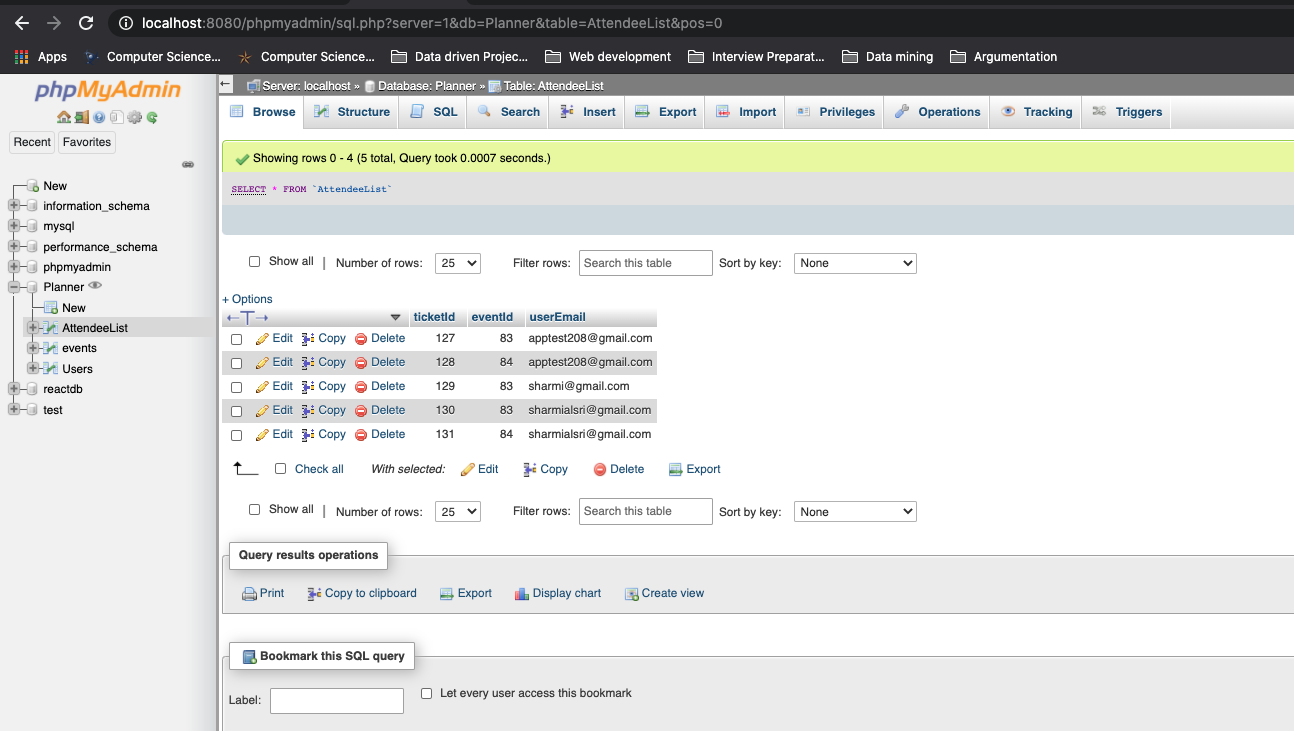 localhost:8080/phpmyadmin/sql.php?server=1&db=Planner&table=AttendeeList&pos=0
Apps Computer Science... Computer Science... Data driven Projec... Web development Interview Preparat... Data mining Argumentation
phpMyAdmin
Recent Favorites
New
information_schema
mysql
performance_schema
phpmyadmin
Planner
New
AttendeeList
events
Users
reactdb
test
Server: localhost » Database: Planner » Table: AttendeeList
Browse Structure SQL Search Insert Export Import Privileges Operations Tracking Triggers
Showing rows 0 - 4 (5 total, Query took 0.0007 seconds.)
SELECT * FROM `AttendeeList`
Show all | Number of rows: 25 Filter rows: Search this table Sort by key: None
+ Options
←T→ ticketId eventId userEmail
Edit Copy Delete 127 83 apptest208@gmail.com
Edit Copy Delete 128 84 apptest208@gmail.com
Edit Copy Delete 129 83 sharmi@gmail.com
Edit Copy Delete 130 83 sharmialsri@gmail.com
Edit Copy Delete 131 84 sharmialsri@gmail.com
Check all With selected: Edit Copy Delete Export
Show all | Number of rows: 25 Filter rows: Search this table Sort by key: None
Query results operations
Print Copy to clipboard Export Display chart Create view
Bookmark this SQL query
Label: Let every user access this bookmark